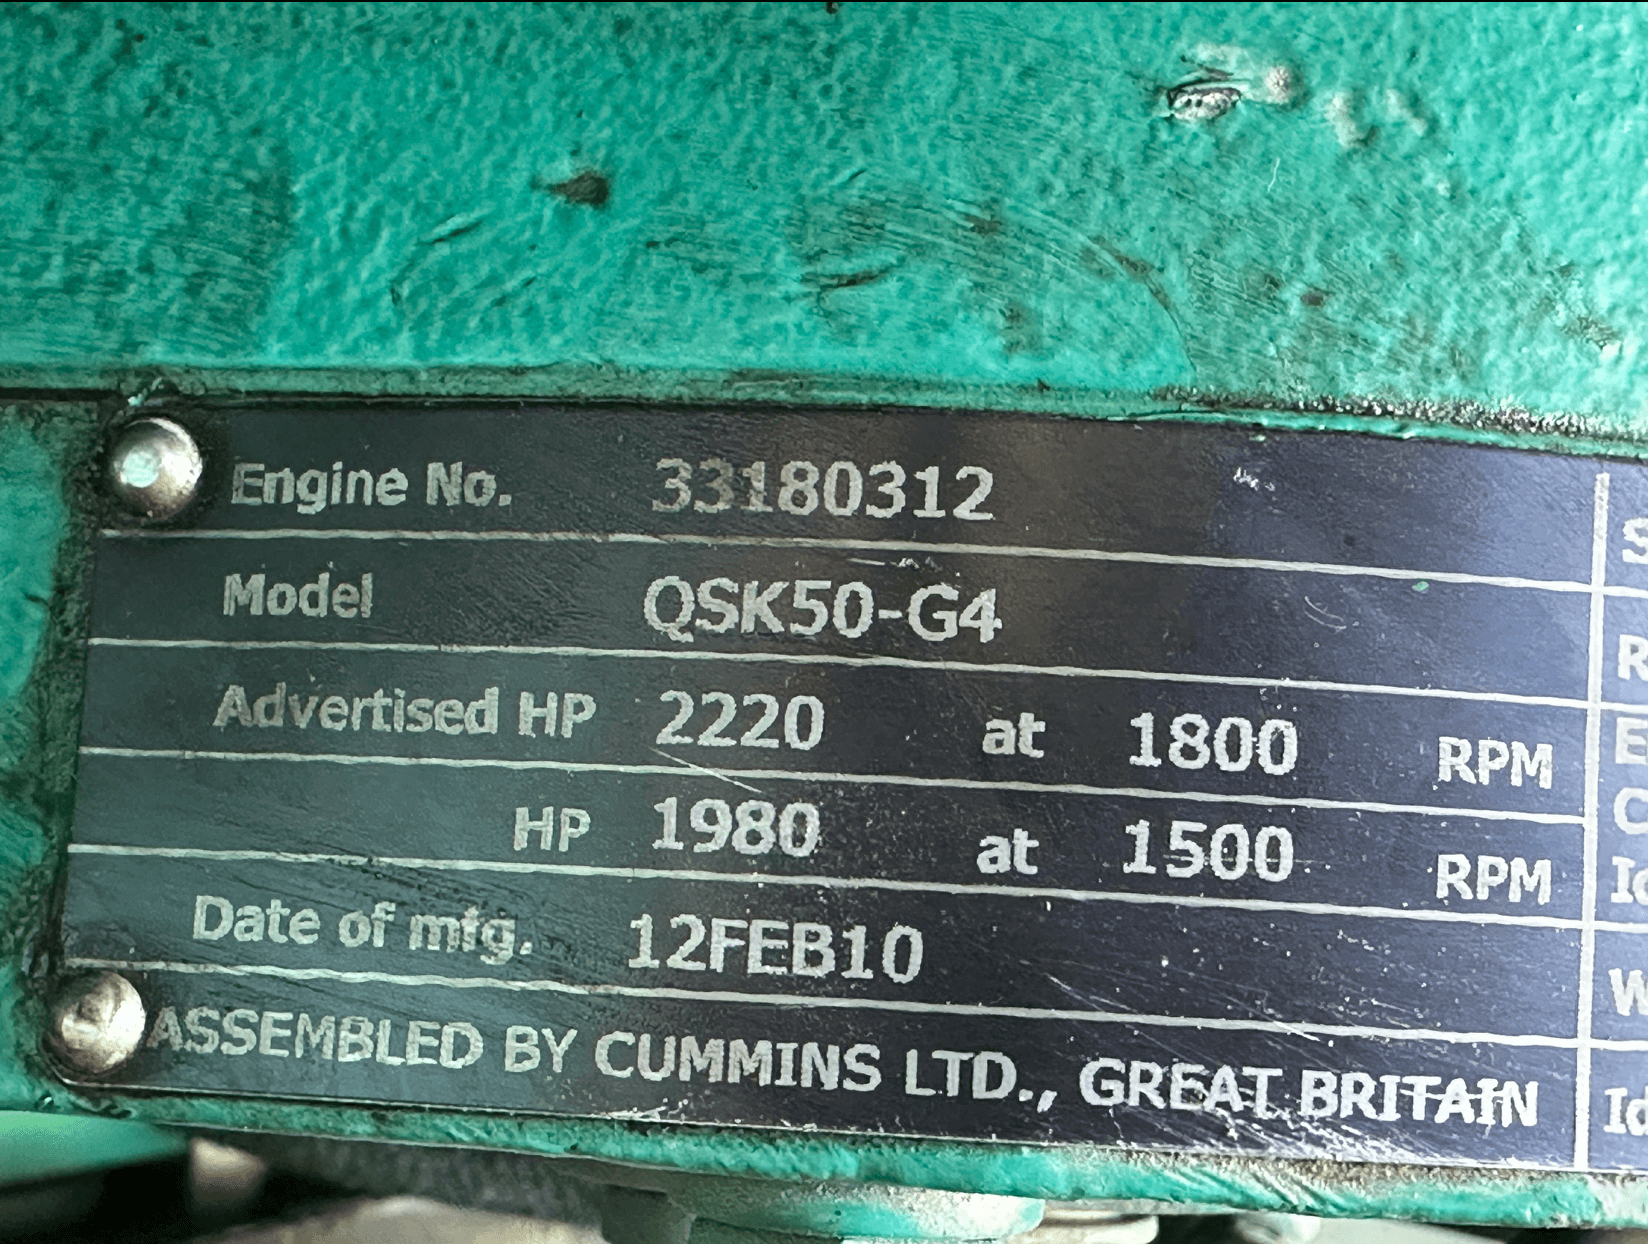 Engine No. 33180312
Model QSK50-G4
Advertised HP 2220 at 1800 RPM
HP 1980 at 1500 RPM
Date of mfg. 12FEB10
ASSEMBLED BY CUMMINS LTD., GREAT BRITAIN